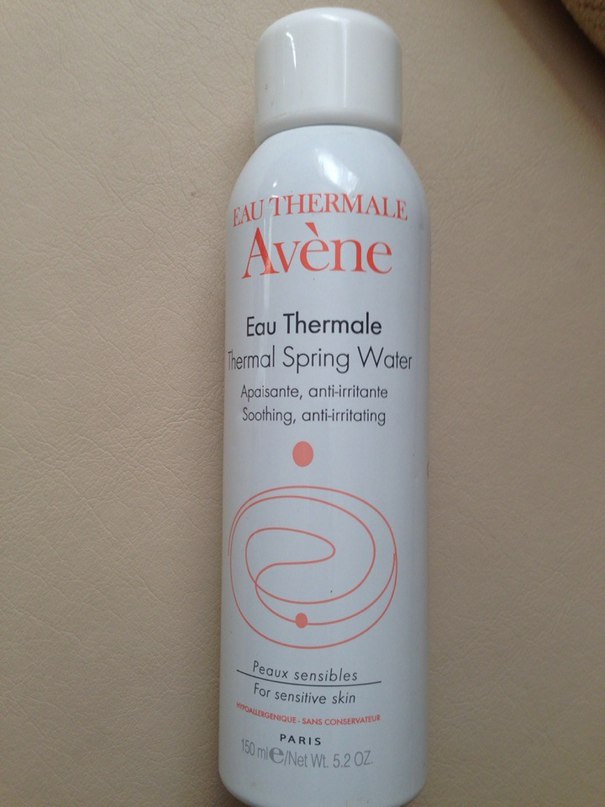 EAU THERMALE
Avène
Eau Thermale
Thermal Spring Water
Apaisante, anti-irritante
Soothing, anti-irritating
Peaux sensibles
For sensitive skin
HYPOALLERGENIQUE - SANS CONSERVATEUR
PARIS
150 ml℮/Net Wt. 5.2 OZ.